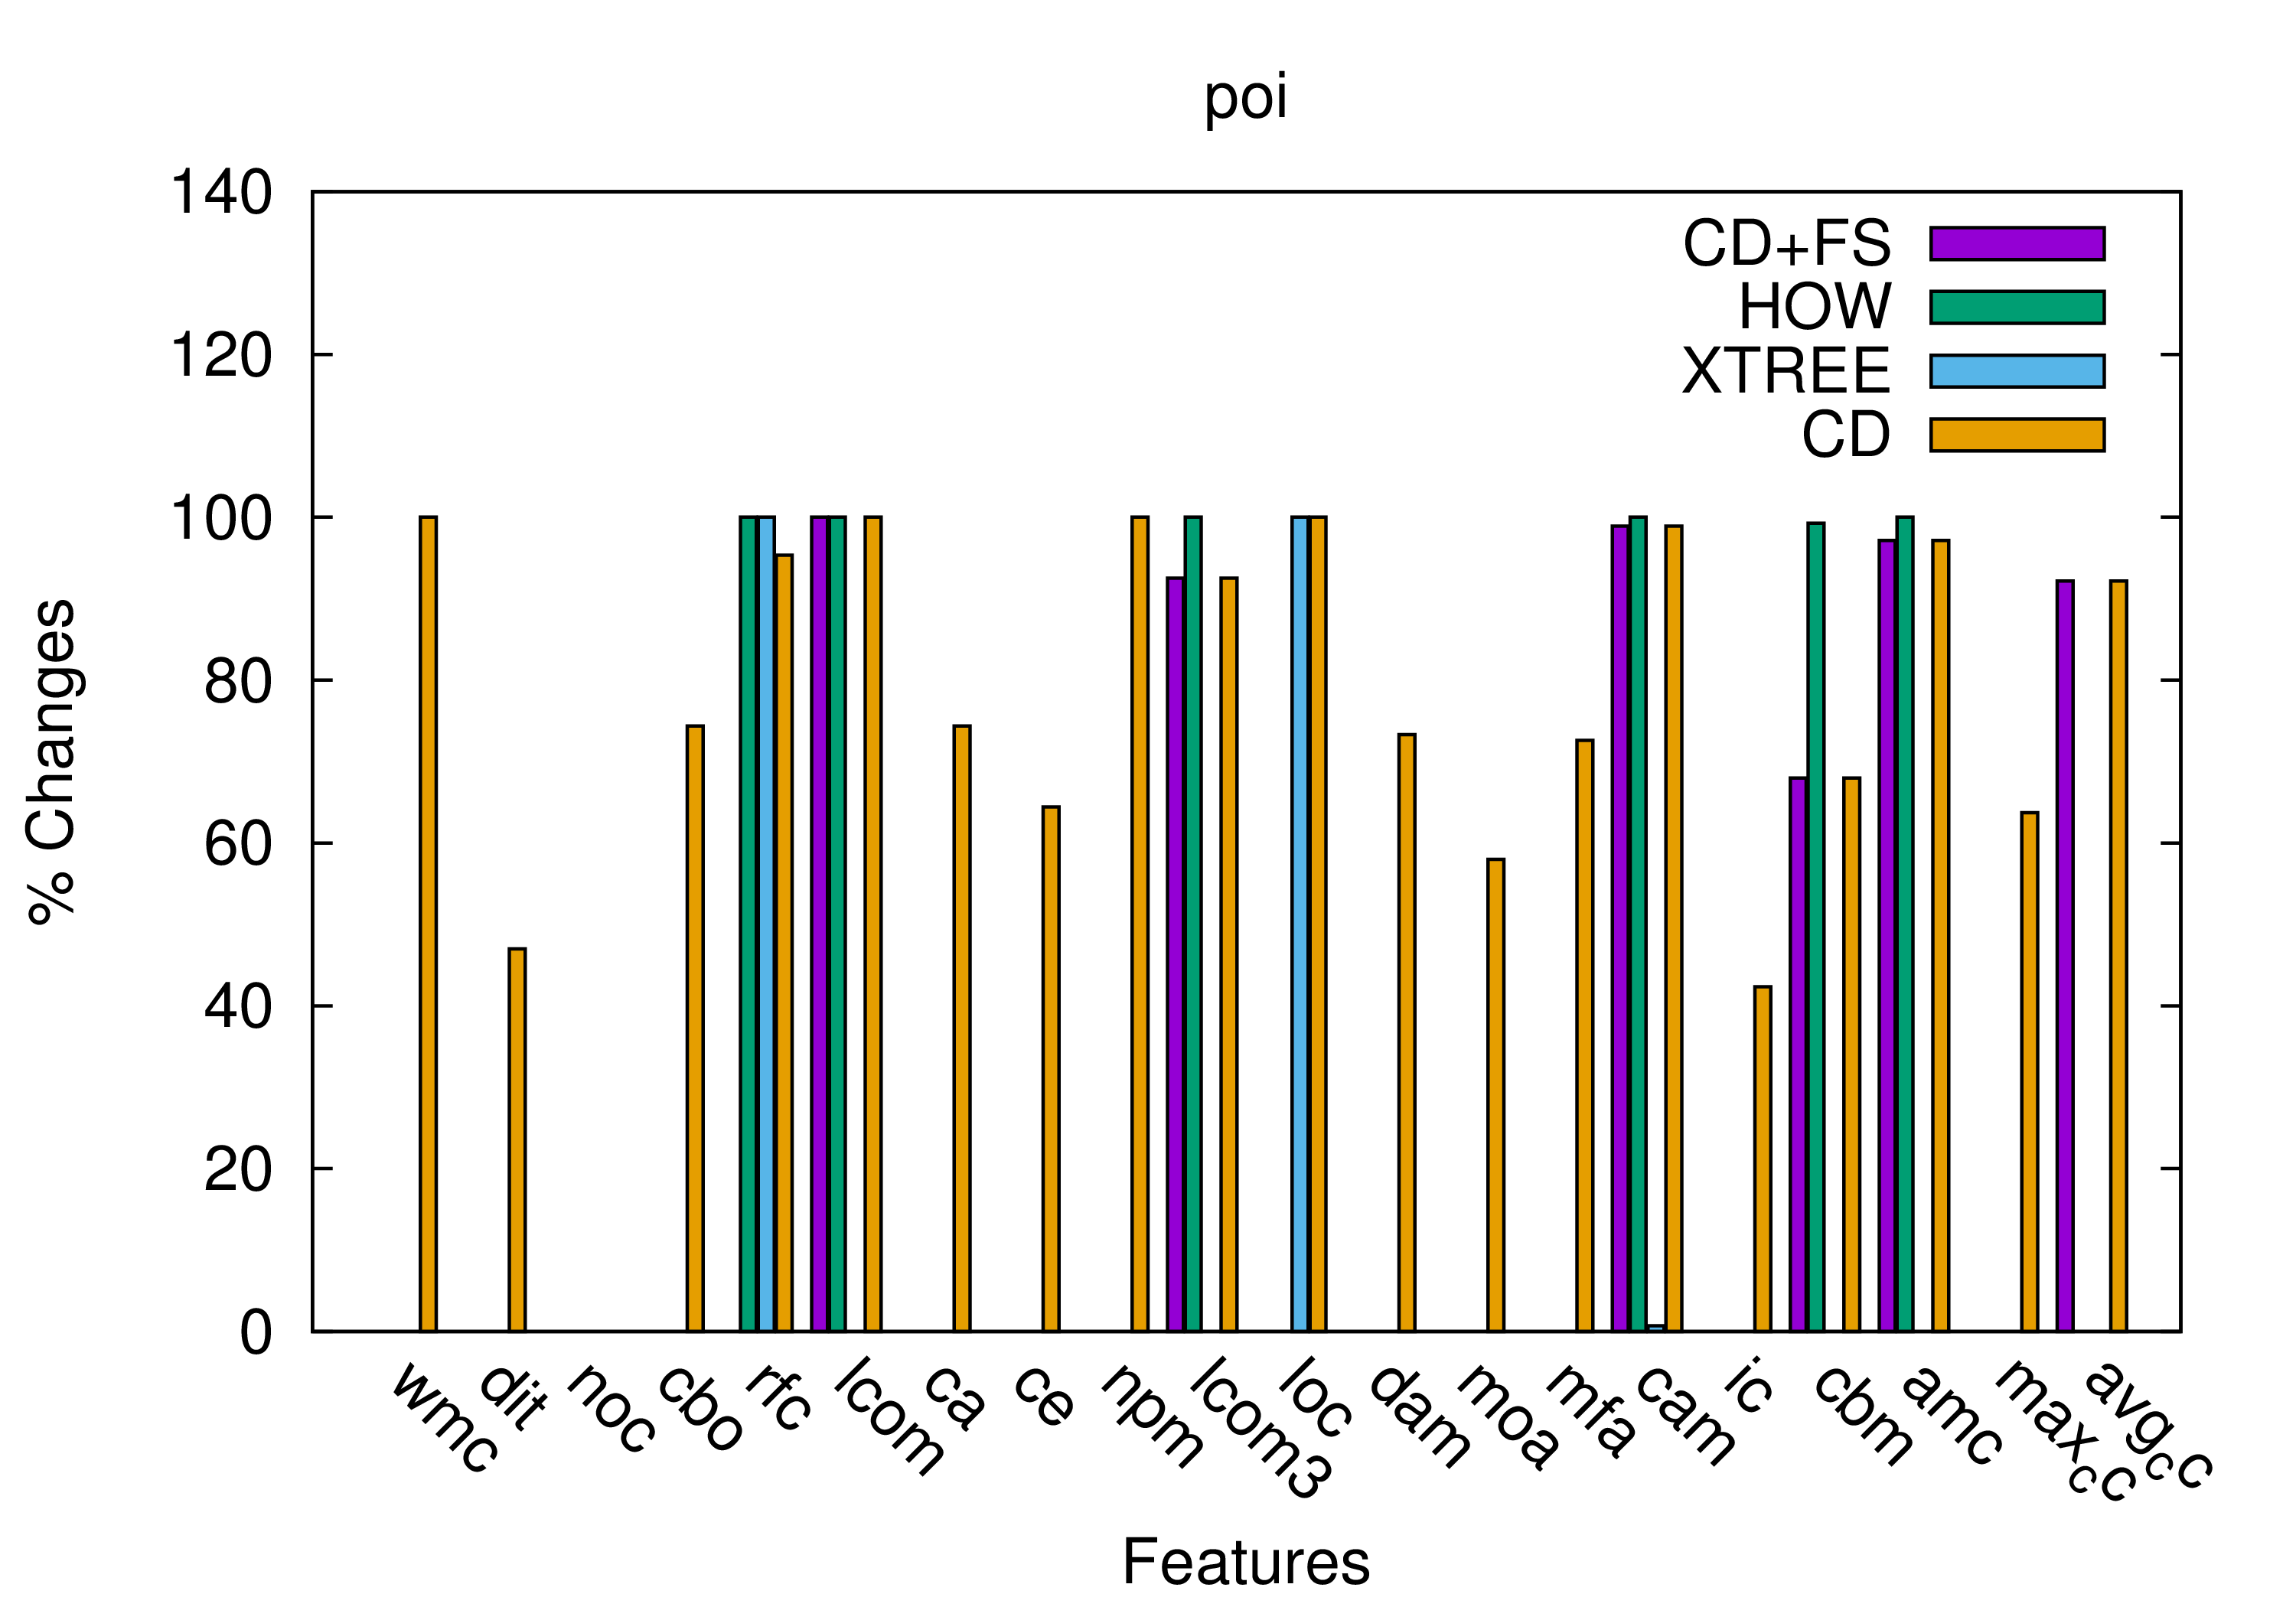 poi
140
120
100
80
60
40
20
0
% Changes
CD+FS
HOW
XTREE
CD
wmc
dit
noc
cbo
rfc
lcom
ca
ce
npm
lcom3
loc
dam
moa
mfa
cam
ic
cbm
amc
max_cc
avg_cc
Features